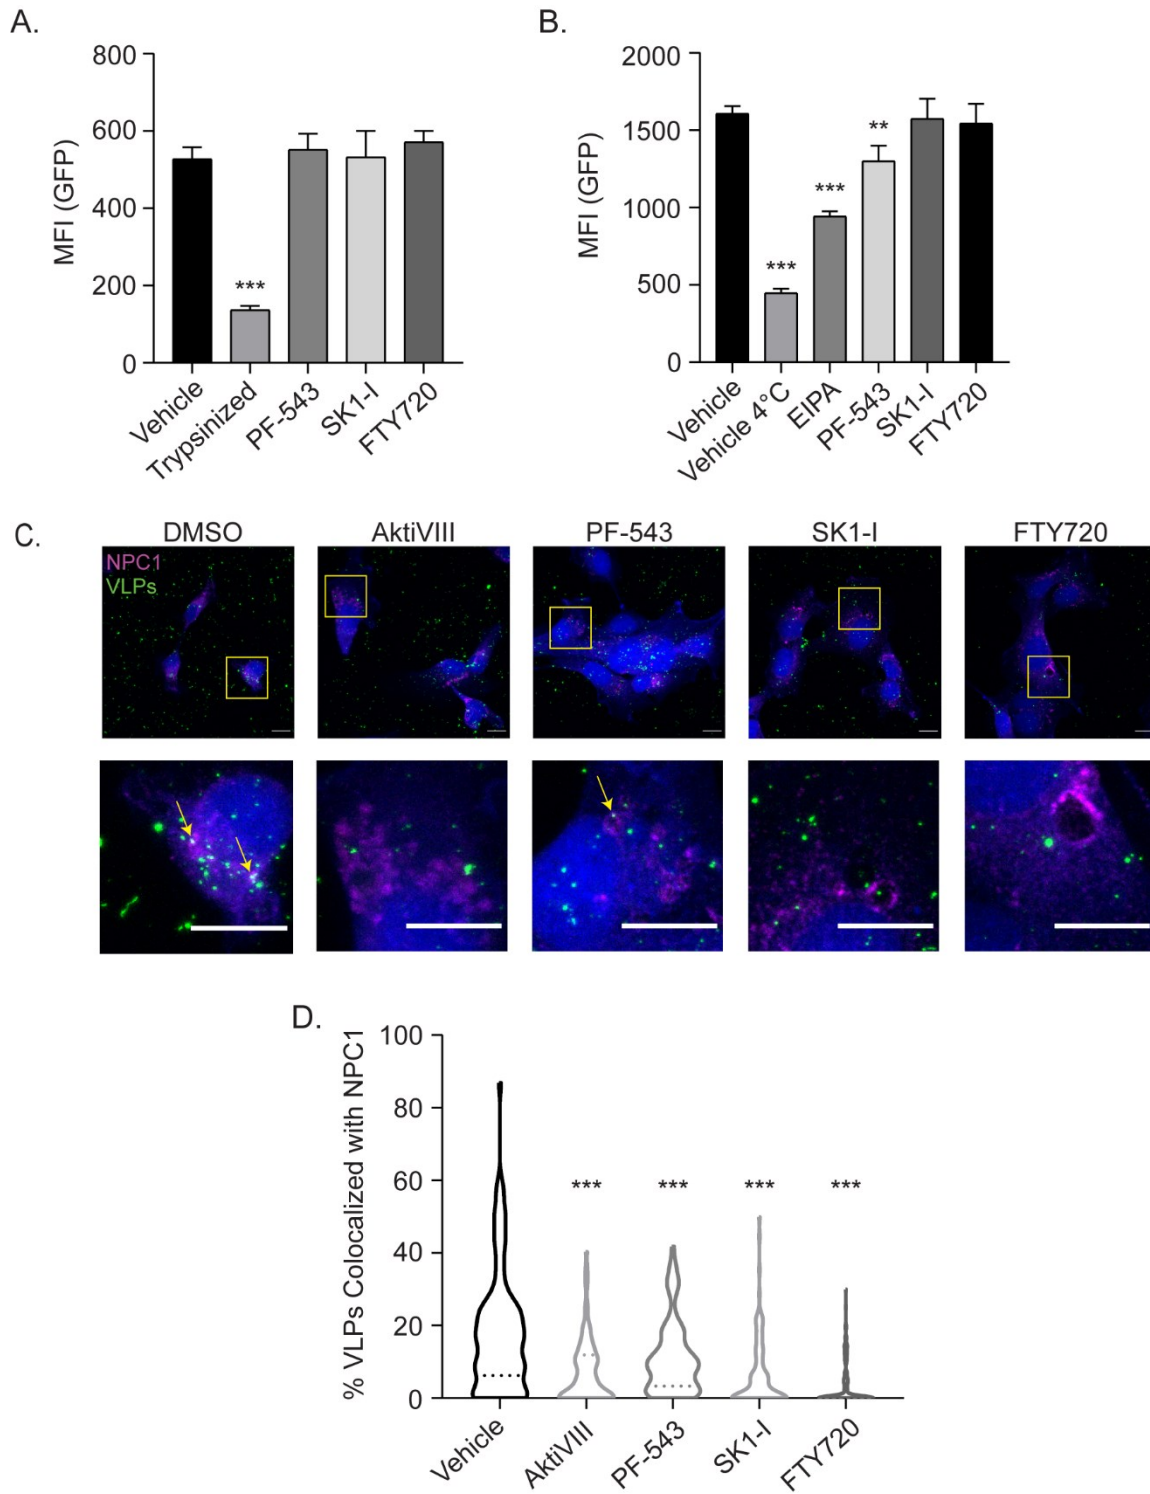 A.
800
600
400
200
0
MFI (GFP)
***
Vehicle
Trypsinized
PF-543
SK1-I
FTY720
B.
2000
1500
1000
500
0
MFI (GFP)
***
***
**
Vehicle
Vehicle 4°C
EIPA
PF-543
SK1-I
FTY720
C.
DMSO
AktiVIII
PF-543
SK1-I
FTY720
NPC1
VLPs
D.
100
80
60
40
20
0
% VLPs Colocalized with NPC1
***
***
***
***
Vehicle
AktiVIII
PF-543
SK1-I
FTY720